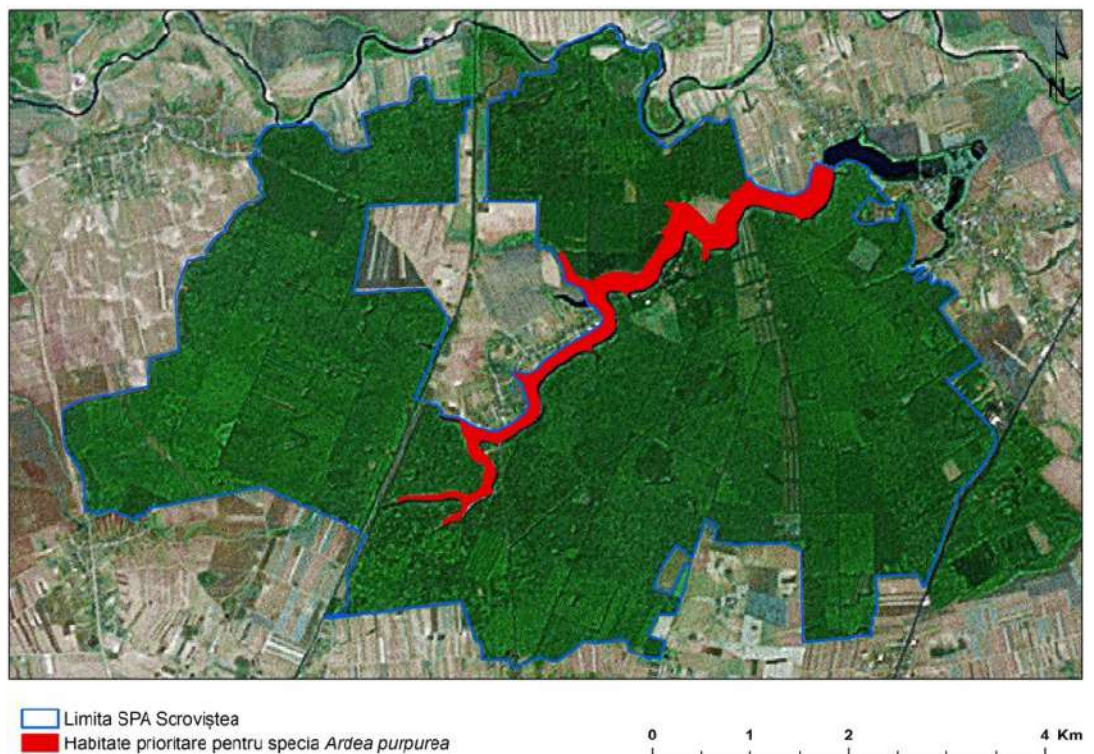 N
Limita SPA Scroviștea
Habitate prioritare pentru specia Ardea purpurea
0 1 2 4 Km